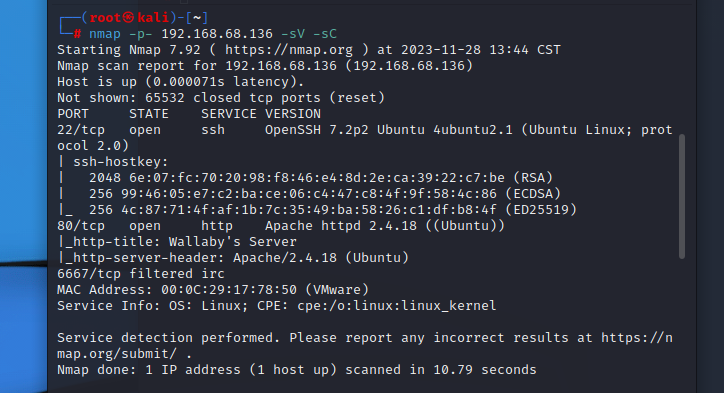 ┌──(root㉿kali)-[~]
└─# nmap -p- 192.168.68.136 -sV -sC
Starting Nmap 7.92 ( https://nmap.org ) at 2023-11-28 13:44 CST
Nmap scan report for 192.168.68.136 (192.168.68.136)
Host is up (0.000071s latency).
Not shown: 65532 closed tcp ports (reset)
PORT     STATE    SERVICE VERSION
22/tcp   open     ssh     OpenSSH 7.2p2 Ubuntu 4ubuntu2.1 (Ubuntu Linux; prot
ocol 2.0)
| ssh-hostkey:
|   2048 6e:07:fc:70:20:98:f8:46:e4:8d:2e:ca:39:22:c7:be (RSA)
|   256 99:46:05:e7:c2:ba:ce:06:c4:47:c8:4f:9f:58:4c:86 (ECDSA)
|_  256 4c:87:71:4f:af:1b:7c:35:49:ba:58:26:c1:df:b8:4f (ED25519)
80/tcp   open     http    Apache httpd 2.4.18 ((Ubuntu))
|_http-title: Wallaby's Server
|_http-server-header: Apache/2.4.18 (Ubuntu)
6667/tcp filtered irc
MAC Address: 00:0C:29:17:78:50 (VMware)
Service Info: OS: Linux; CPE: cpe:/o:linux:linux_kernel

Service detection performed. Please report any incorrect results at https://n
map.org/submit/ .
Nmap done: 1 IP address (1 host up) scanned in 10.79 seconds